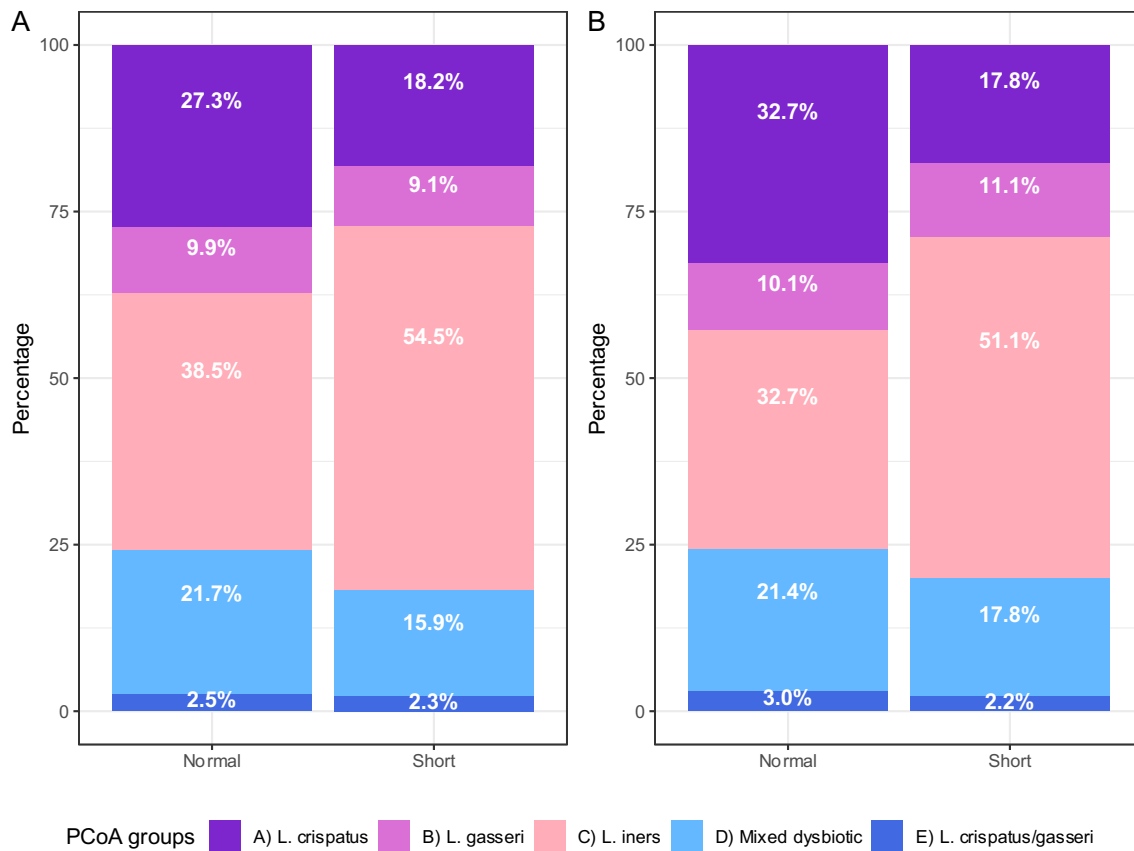 A
Percentage
100
75
50
25
0
27.3%
9.9%
38.5%
21.7%
2.5%
18.2%
9.1%
54.5%
15.9%
2.3%
Normal
Short
B
Percentage
100
75
50
25
0
32.7%
10.1%
32.7%
21.4%
3.0%
17.8%
11.1%
51.1%
17.8%
2.2%
Normal
Short
PCoA groups
A) L. crispatus
B) L. gasseri
C) L. iners
D) Mixed dysbiotic
E) L. crispatus/gasseri